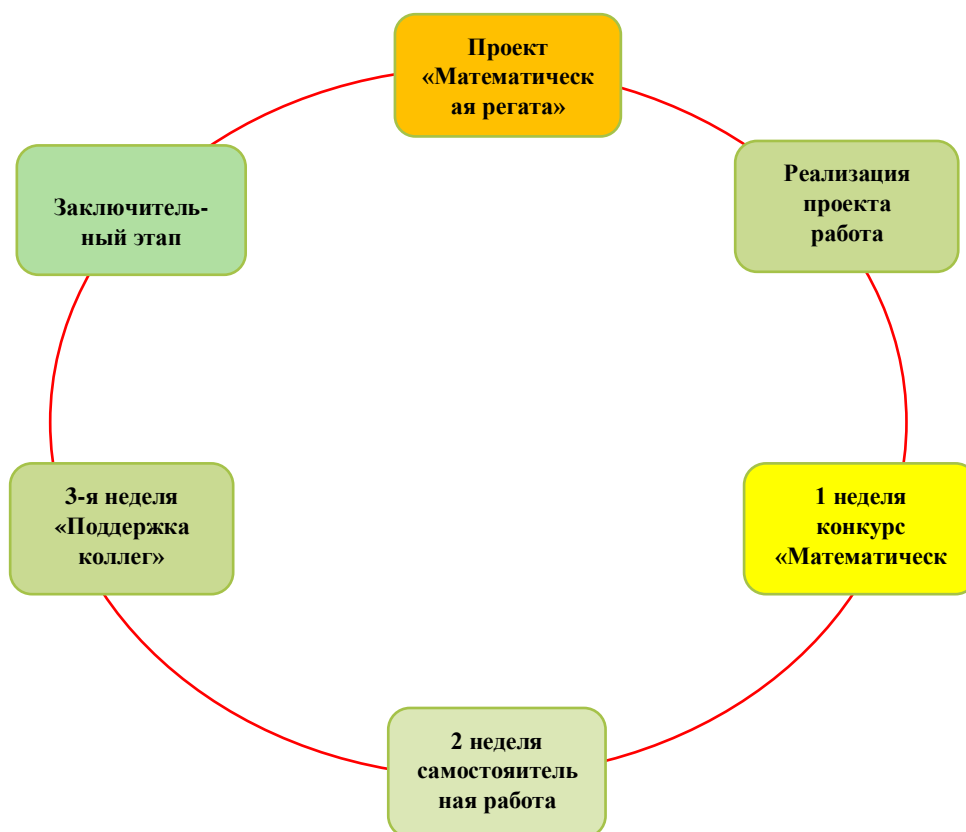 Проект
«Математическ
ая регата»
Реализация
проекта
работа
1 неделя
конкурс
«Математическ
2 неделя
самостояитель
ная работа
3-я неделя
«Поддержка
коллег»
Заключитель-
ный этап